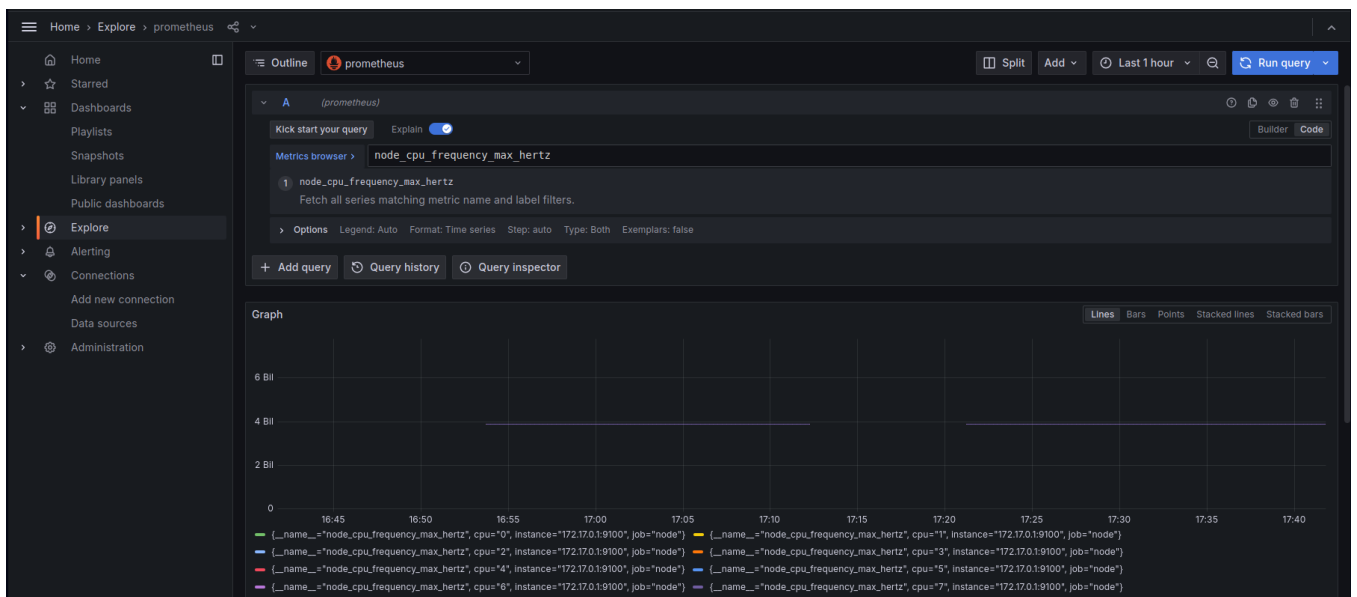 Home › Explore › prometheus
Home
Starred
Dashboards
Playlists
Snapshots
Library panels
Public dashboards
Explore
Alerting
Connections
Add new connection
Data sources
Administration
Outline prometheus Split Add Last 1 hour Run query
A (prometheus)
Kick start your query Explain Builder Code
Metrics browser > node_cpu_frequency_max_hertz
1 node_cpu_frequency_max_hertz
Fetch all series matching metric name and label filters.
Options Legend: Auto Format: Time series Step: auto Type: Both Exemplars: false
+ Add query Query history Query inspector
Graph Lines Bars Points Stacked lines Stacked bars
6 Bil
4 Bil
2 Bil
0
16:45 16:50 16:55 17:00 17:05 17:10 17:15 17:20 17:25 17:30 17:35 17:40
{__name__="node_cpu_frequency_max_hertz", cpu="0", instance="172.17.0.1:9100", job="node"} {__name__="node_cpu_frequency_max_hertz", cpu="1", instance="172.17.0.1:9100", job="node"}
{__name__="node_cpu_frequency_max_hertz", cpu="2", instance="172.17.0.1:9100", job="node"} {__name__="node_cpu_frequency_max_hertz", cpu="3", instance="172.17.0.1:9100", job="node"}
{__name__="node_cpu_frequency_max_hertz", cpu="4", instance="172.17.0.1:9100", job="node"} {__name__="node_cpu_frequency_max_hertz", cpu="5", instance="172.17.0.1:9100", job="node"}
{__name__="node_cpu_frequency_max_hertz", cpu="6", instance="172.17.0.1:9100", job="node"} {__name__="node_cpu_frequency_max_hertz", cpu="7", instance="172.17.0.1:9100", job="node"}